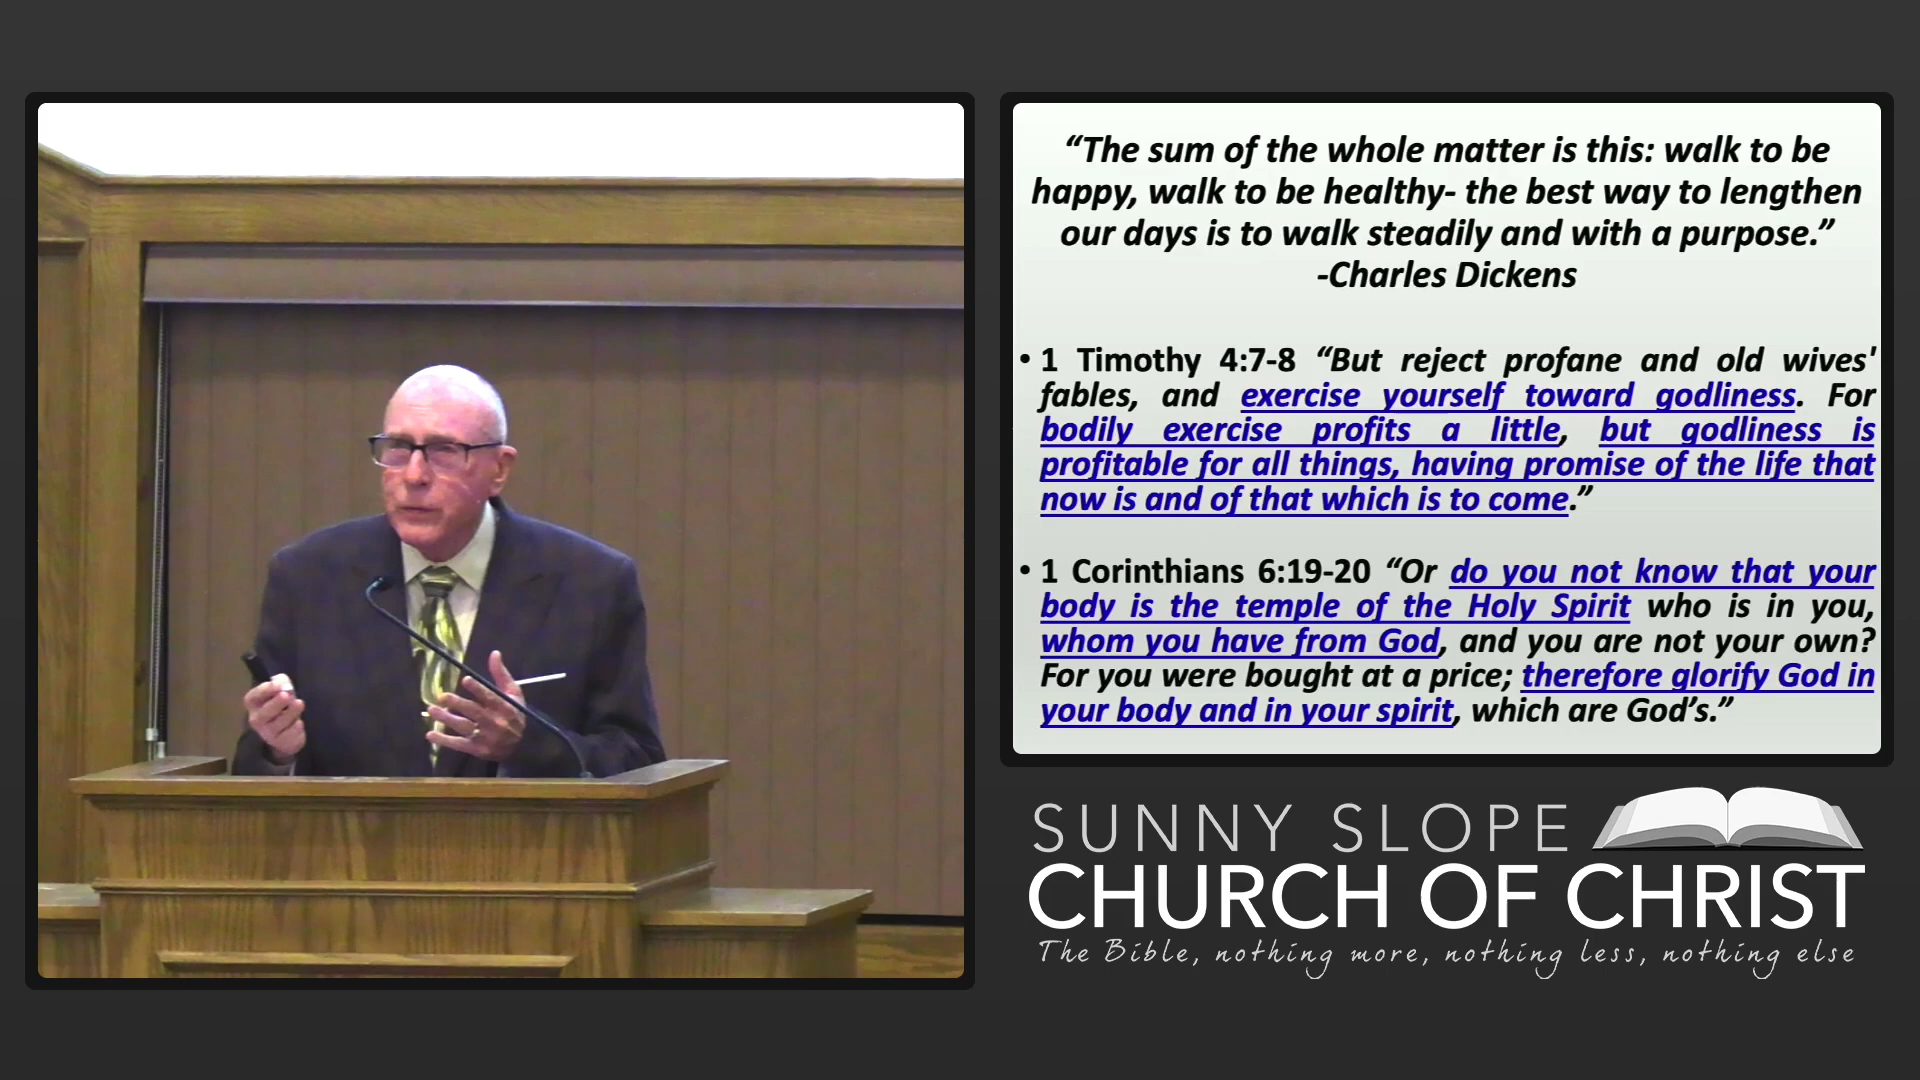 “The sum of the whole matter is this: walk to be
happy, walk to be healthy- the best way to lengthen
our days is to walk steadily and with a purpose.”
-Charles Dickens
• 1 Timothy 4:7-8 “But reject profane and old wives'
fables, and exercise yourself toward godliness. For
bodily exercise profits a little, but godliness is
profitable for all things, having promise of the life that
now is and of that which is to come.”
• 1 Corinthians 6:19-20 “Or do you not know that your
body is the temple of the Holy Spirit who is in you,
whom you have from God, and you are not your own?
For you were bought at a price; therefore glorify God in
your body and in your spirit, which are God’s.”
SUNNY SLOPE
CHURCH OF CHRIST
The Bible, nothing more, nothing less, nothing else